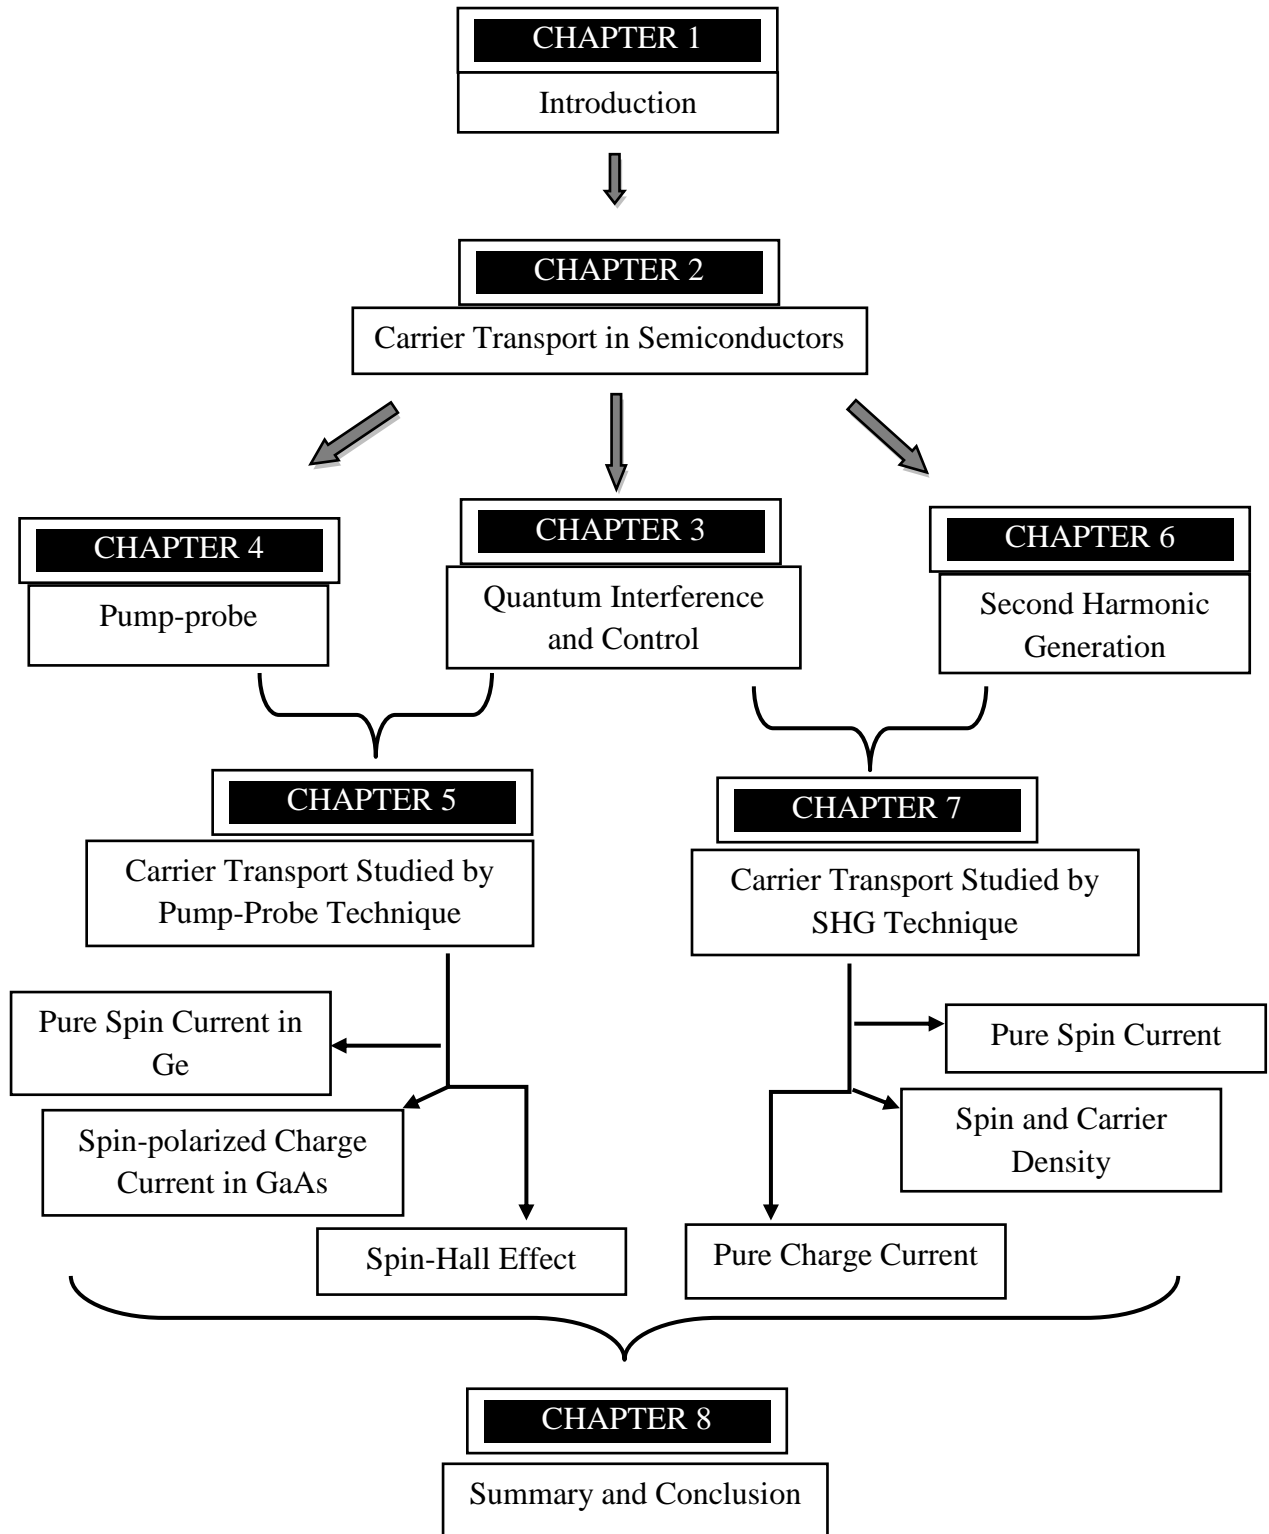 CHAPTER 1
Introduction
CHAPTER 2
Carrier Transport in Semiconductors
CHAPTER 4
Pump-probe
CHAPTER 3
Quantum Interference
and Control
CHAPTER 6
Second Harmonic
Generation
CHAPTER 5
Carrier Transport Studied by
Pump-Probe Technique
CHAPTER 7
Carrier Transport Studied by
SHG Technique
Pure Spin Current in
Ge
Spin-polarized Charge
Current in GaAs
Spin-Hall Effect
Pure Spin Current
Spin and Carrier
Density
Pure Charge Current
CHAPTER 8
Summary and Conclusion